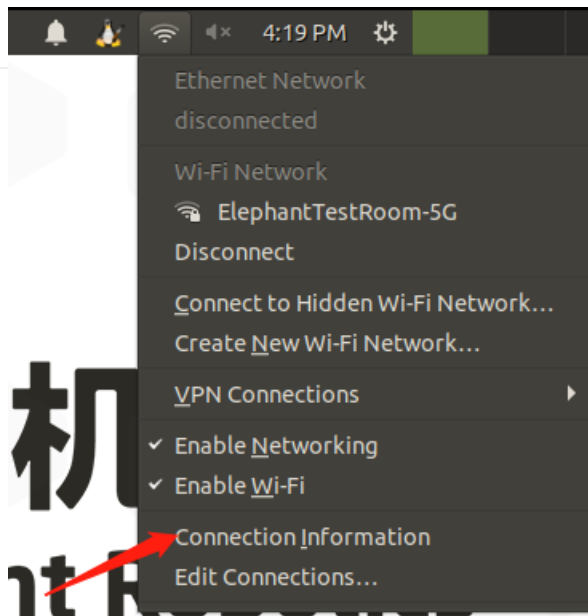 4:19 PM
Ethernet Network
disconnected
Wi-Fi Network
ElephantTestRoom-5G
Disconnect
Connect to Hidden Wi-Fi Network...
Create New Wi-Fi Network...
VPN Connections
Enable Networking
Enable Wi-Fi
机
Connection Information
Edit Connections...